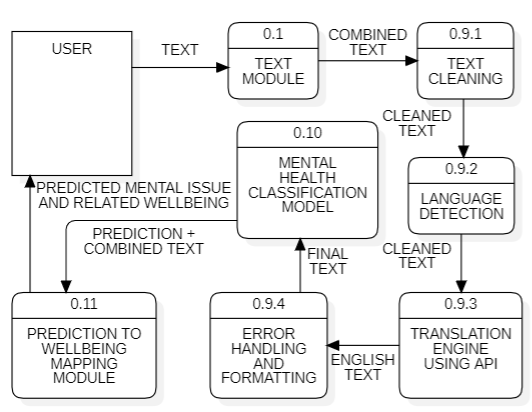 USER
TEXT
0.1
TEXT
MODULE
COMBINED
TEXT
0.9.1
TEXT
CLEANING
CLEANED
TEXT
0.9.2
LANGUAGE
DETECTION
CLEANED
TEXT
0.9.3
TRANSLATION
ENGINE
USING API
ENGLISH
TEXT
0.9.4
ERROR
HANDLING
AND
FORMATTING
FINAL
TEXT
0.10
MENTAL
HEALTH
CLASSIFICATION
MODEL
PREDICTION +
COMBINED TEXT
0.11
PREDICTION TO
WELLBEING
MAPPING
MODULE
PREDICTED MENTAL ISSUE
AND RELATED WELLBEING